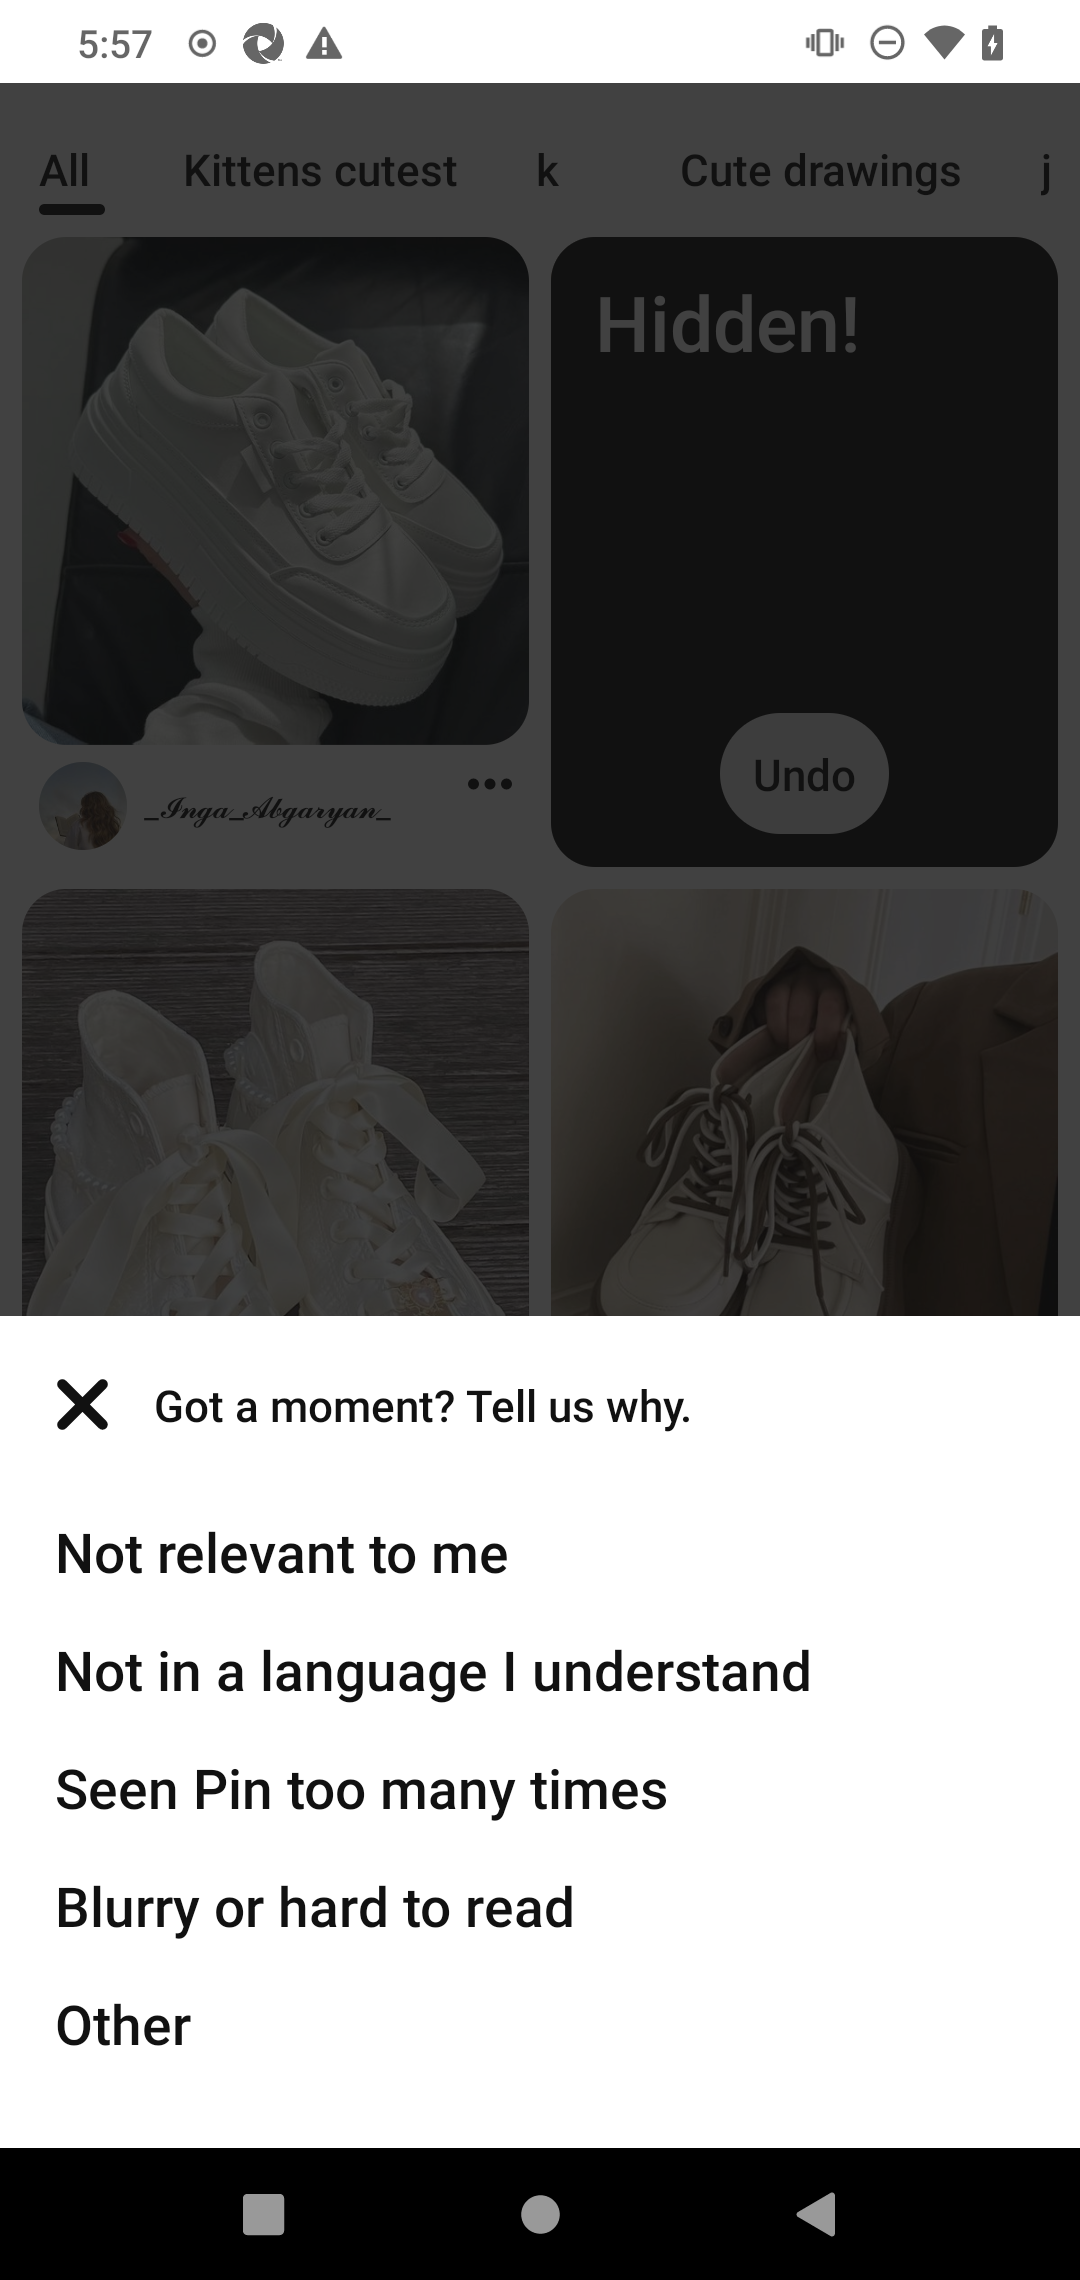 5:57
All Kittens cutest k Cute drawings j
Hidden!
Undo
_𝓘𝓷𝓰𝓪_𝓐𝓫𝓰𝓪𝓻𝔂𝓪𝓷_
Got a moment? Tell us why.
Not relevant to me
Not in a language I understand
Seen Pin too many times
Blurry or hard to read
Other